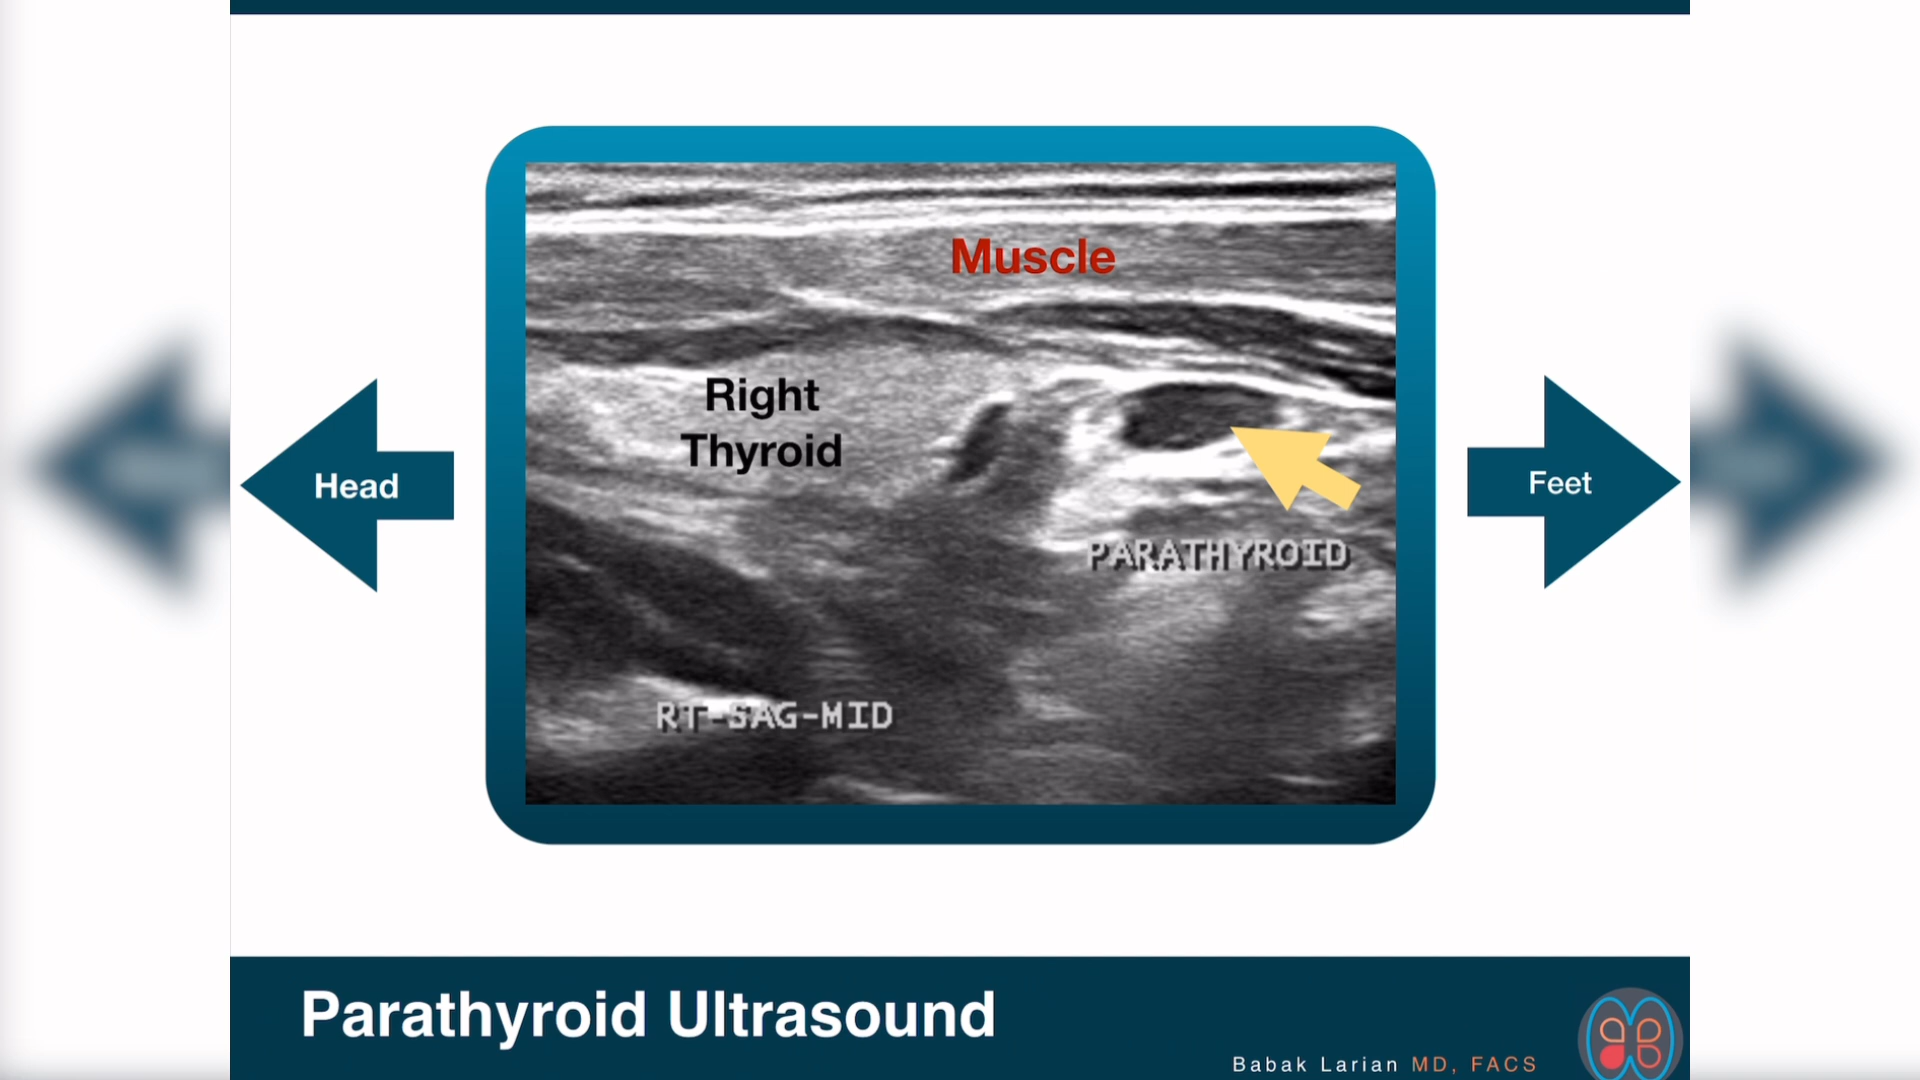 Muscle
Right
Thyroid
Head
Feet
PARATHYROID
RT-SAG-MID
Parathyroid Ultrasound
Babak Larian MD, FACS